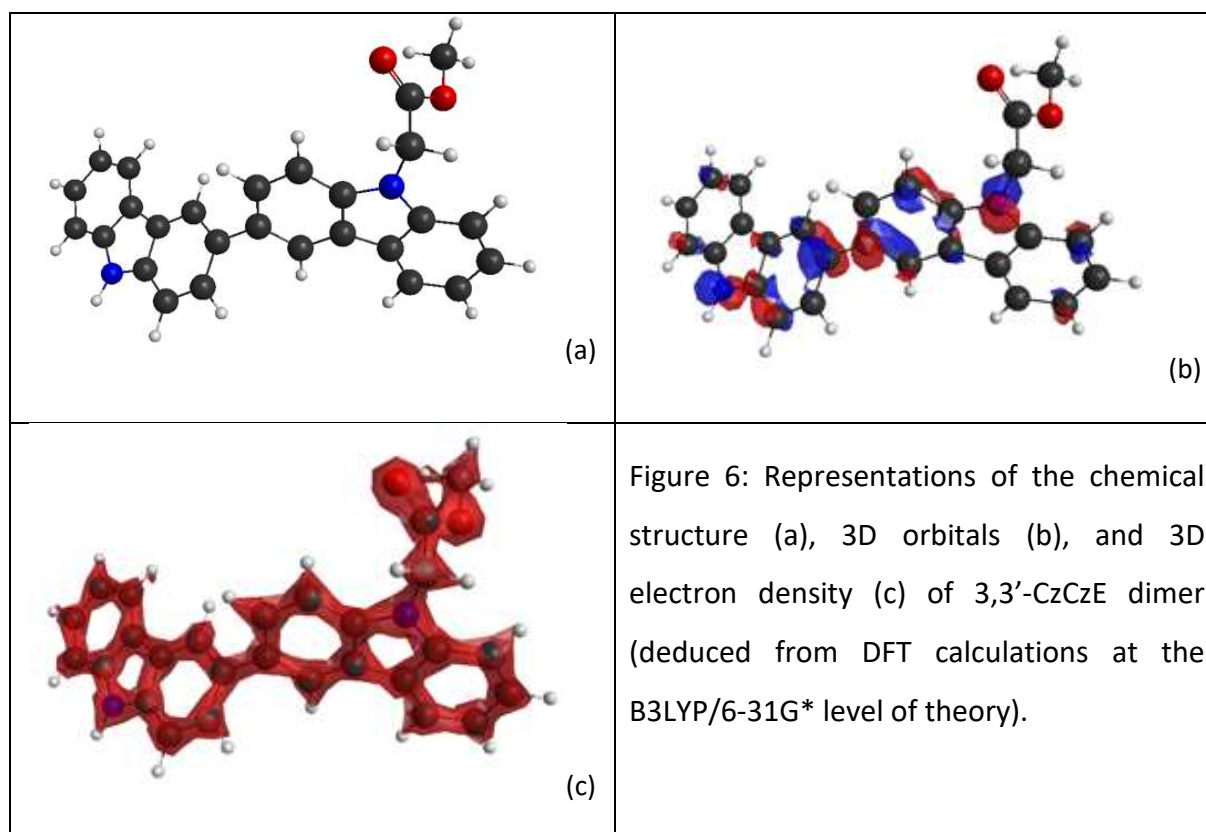 (a)
(b)
(c)
Figure 6: Representations of the chemical
structure (a), 3D orbitals (b), and 3D
electron density (c) of 3,3’-CzCzE dimer
(deduced from DFT calculations at the
B3LYP/6-31G* level of theory).